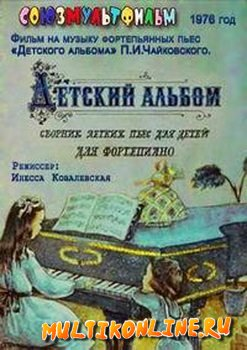 СОЮЗМУЛЬТФИЛЬМ 1976 год
Фильм на музыку фортепьянных пьес
«Детского альбома» П.И.Чайковского.
Детский альбом
СБОРНИК ЛЕГКИХ ПЬЕС ДЛЯ ДЕТЕЙ
ДЛЯ ФОРТЕПИАНО
Режиссер:
Инесса Ковалевская
MULTIKONLINE.RU